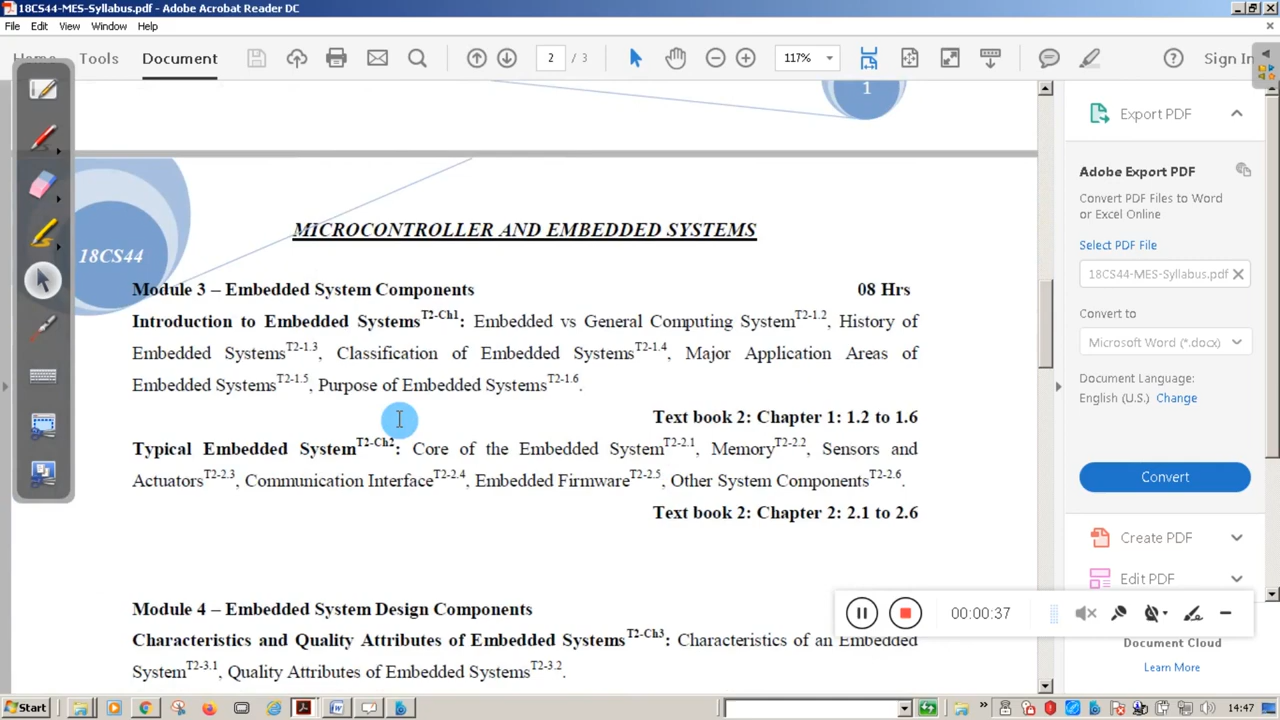 18CS44-MES-Syllabus.pdf - Adobe Acrobat Reader DC
File Edit View Window Help
Home Tools Document 2 / 3 117% Sign In
1
18CS44
MICROCONTROLLER AND EMBEDDED SYSTEMS
Module 3 – Embedded System Components 08 Hrs
Introduction to Embedded Systems T2-Ch1: Embedded vs General Computing System T2-1.2, History of
Embedded Systems T2-1.3, Classification of Embedded Systems T2-1.4, Major Application Areas of
Embedded Systems T2-1.5, Purpose of Embedded Systems T2-1.6.
Text book 2: Chapter 1: 1.2 to 1.6
Typical Embedded System T2-Ch2: Core of the Embedded System T2-2.1, Memory T2-2.2, Sensors and
Actuators T2-2.3, Communication Interface T2-2.4, Embedded Firmware T2-2.5, Other System Components T2-2.6.
Text book 2: Chapter 2: 2.1 to 2.6
Module 4 – Embedded System Design Components
Characteristics and Quality Attributes of Embedded Systems T2-Ch3: Characteristics of an Embedded
System T2-3.1, Quality Attributes of Embedded Systems T2-3.2.
Export PDF
Adobe Export PDF
Convert PDF Files to Word
or Excel Online
Select PDF File
18CS44-MES-Syllabus.pdf
Convert to
Microsoft Word (*.docx)
Document Language:
English (U.S.) Change
Convert
Create PDF
Edit PDF
00:00:37
Document Cloud
Learn More
Start
14:47